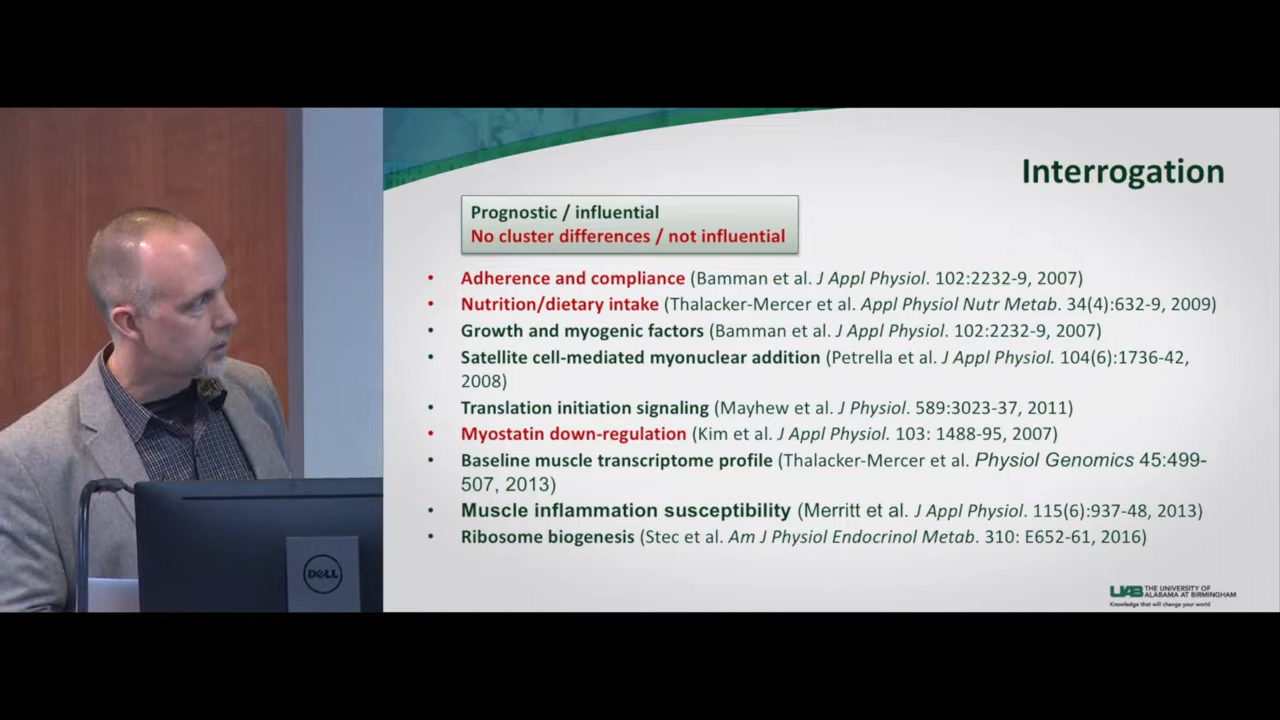 Interrogation
Prognostic / influential
No cluster differences / not influential
• Adherence and compliance (Bamman et al. J Appl Physiol. 102:2232-9, 2007)
• Nutrition/dietary intake (Thalacker-Mercer et al. Appl Physiol Nutr Metab. 34(4):632-9, 2009)
• Growth and myogenic factors (Bamman et al. J Appl Physiol. 102:2232-9, 2007)
• Satellite cell-mediated myonuclear addition (Petrella et al. J Appl Physiol. 104(6):1736-42,
2008)
• Translation initiation signaling (Mayhew et al. J Physiol. 589:3023-37, 2011)
• Myostatin down-regulation (Kim et al. J Appl Physiol. 103: 1488-95, 2007)
• Baseline muscle transcriptome profile (Thalacker-Mercer et al. Physiol Genomics 45:499-
507, 2013)
• Muscle inflammation susceptibility (Merritt et al. J Appl Physiol. 115(6):937-48, 2013)
• Ribosome biogenesis (Stec et al. Am J Physiol Endocrinol Metab. 310: E652-61, 2016)
DELL
UAB THE UNIVERSITY OF
ALABAMA AT BIRMINGHAM
Knowledge that will change your world